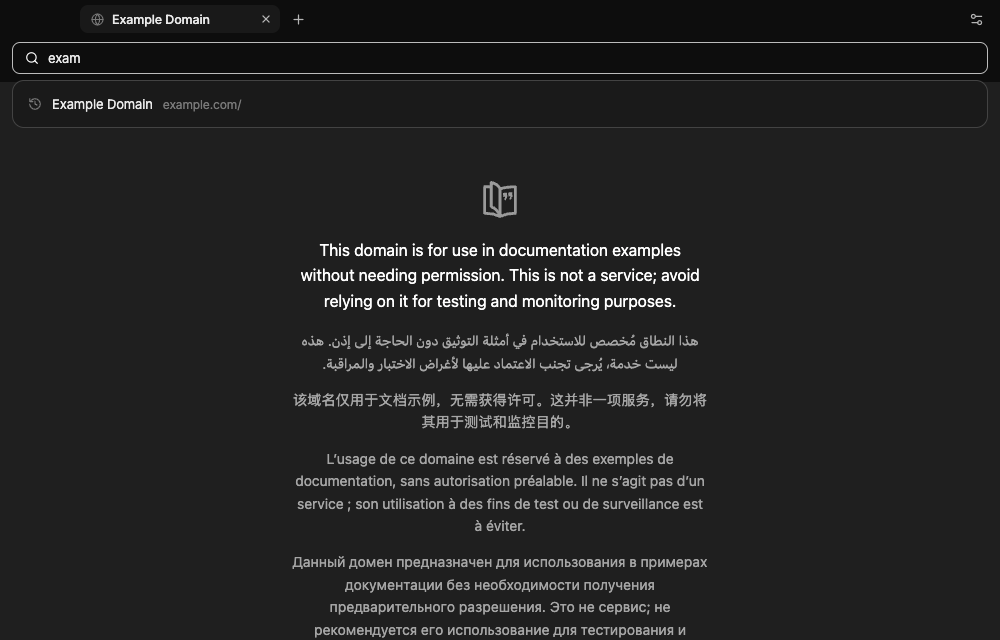 Example Domain
exam
Example Domain example.com/
This domain is for use in documentation examples
without needing permission. This is not a service; avoid
relying on it for testing and monitoring purposes.
هذا النطاق مُخصص للاستخدام في أمثلة التوثيق دون الحاجة إلى إذن. هذه
ليست خدمة، يُرجى تجنب الاعتماد عليها لأغراض الاختبار والمراقبة.
该域名仅用于文档示例，无需获得许可。这并非一项服务，请勿将
其用于测试和监控目的。
L’usage de ce domaine est réservé à des exemples de
documentation, sans autorisation préalable. Il ne s’agit pas d’un
service ; son utilisation à des fins de test ou de surveillance est
à éviter.
Данный домен предназначен для использования в примерах
документации без необходимости получения
предварительного разрешения. Это не сервис; не
рекомендуется его использование для тестирования и